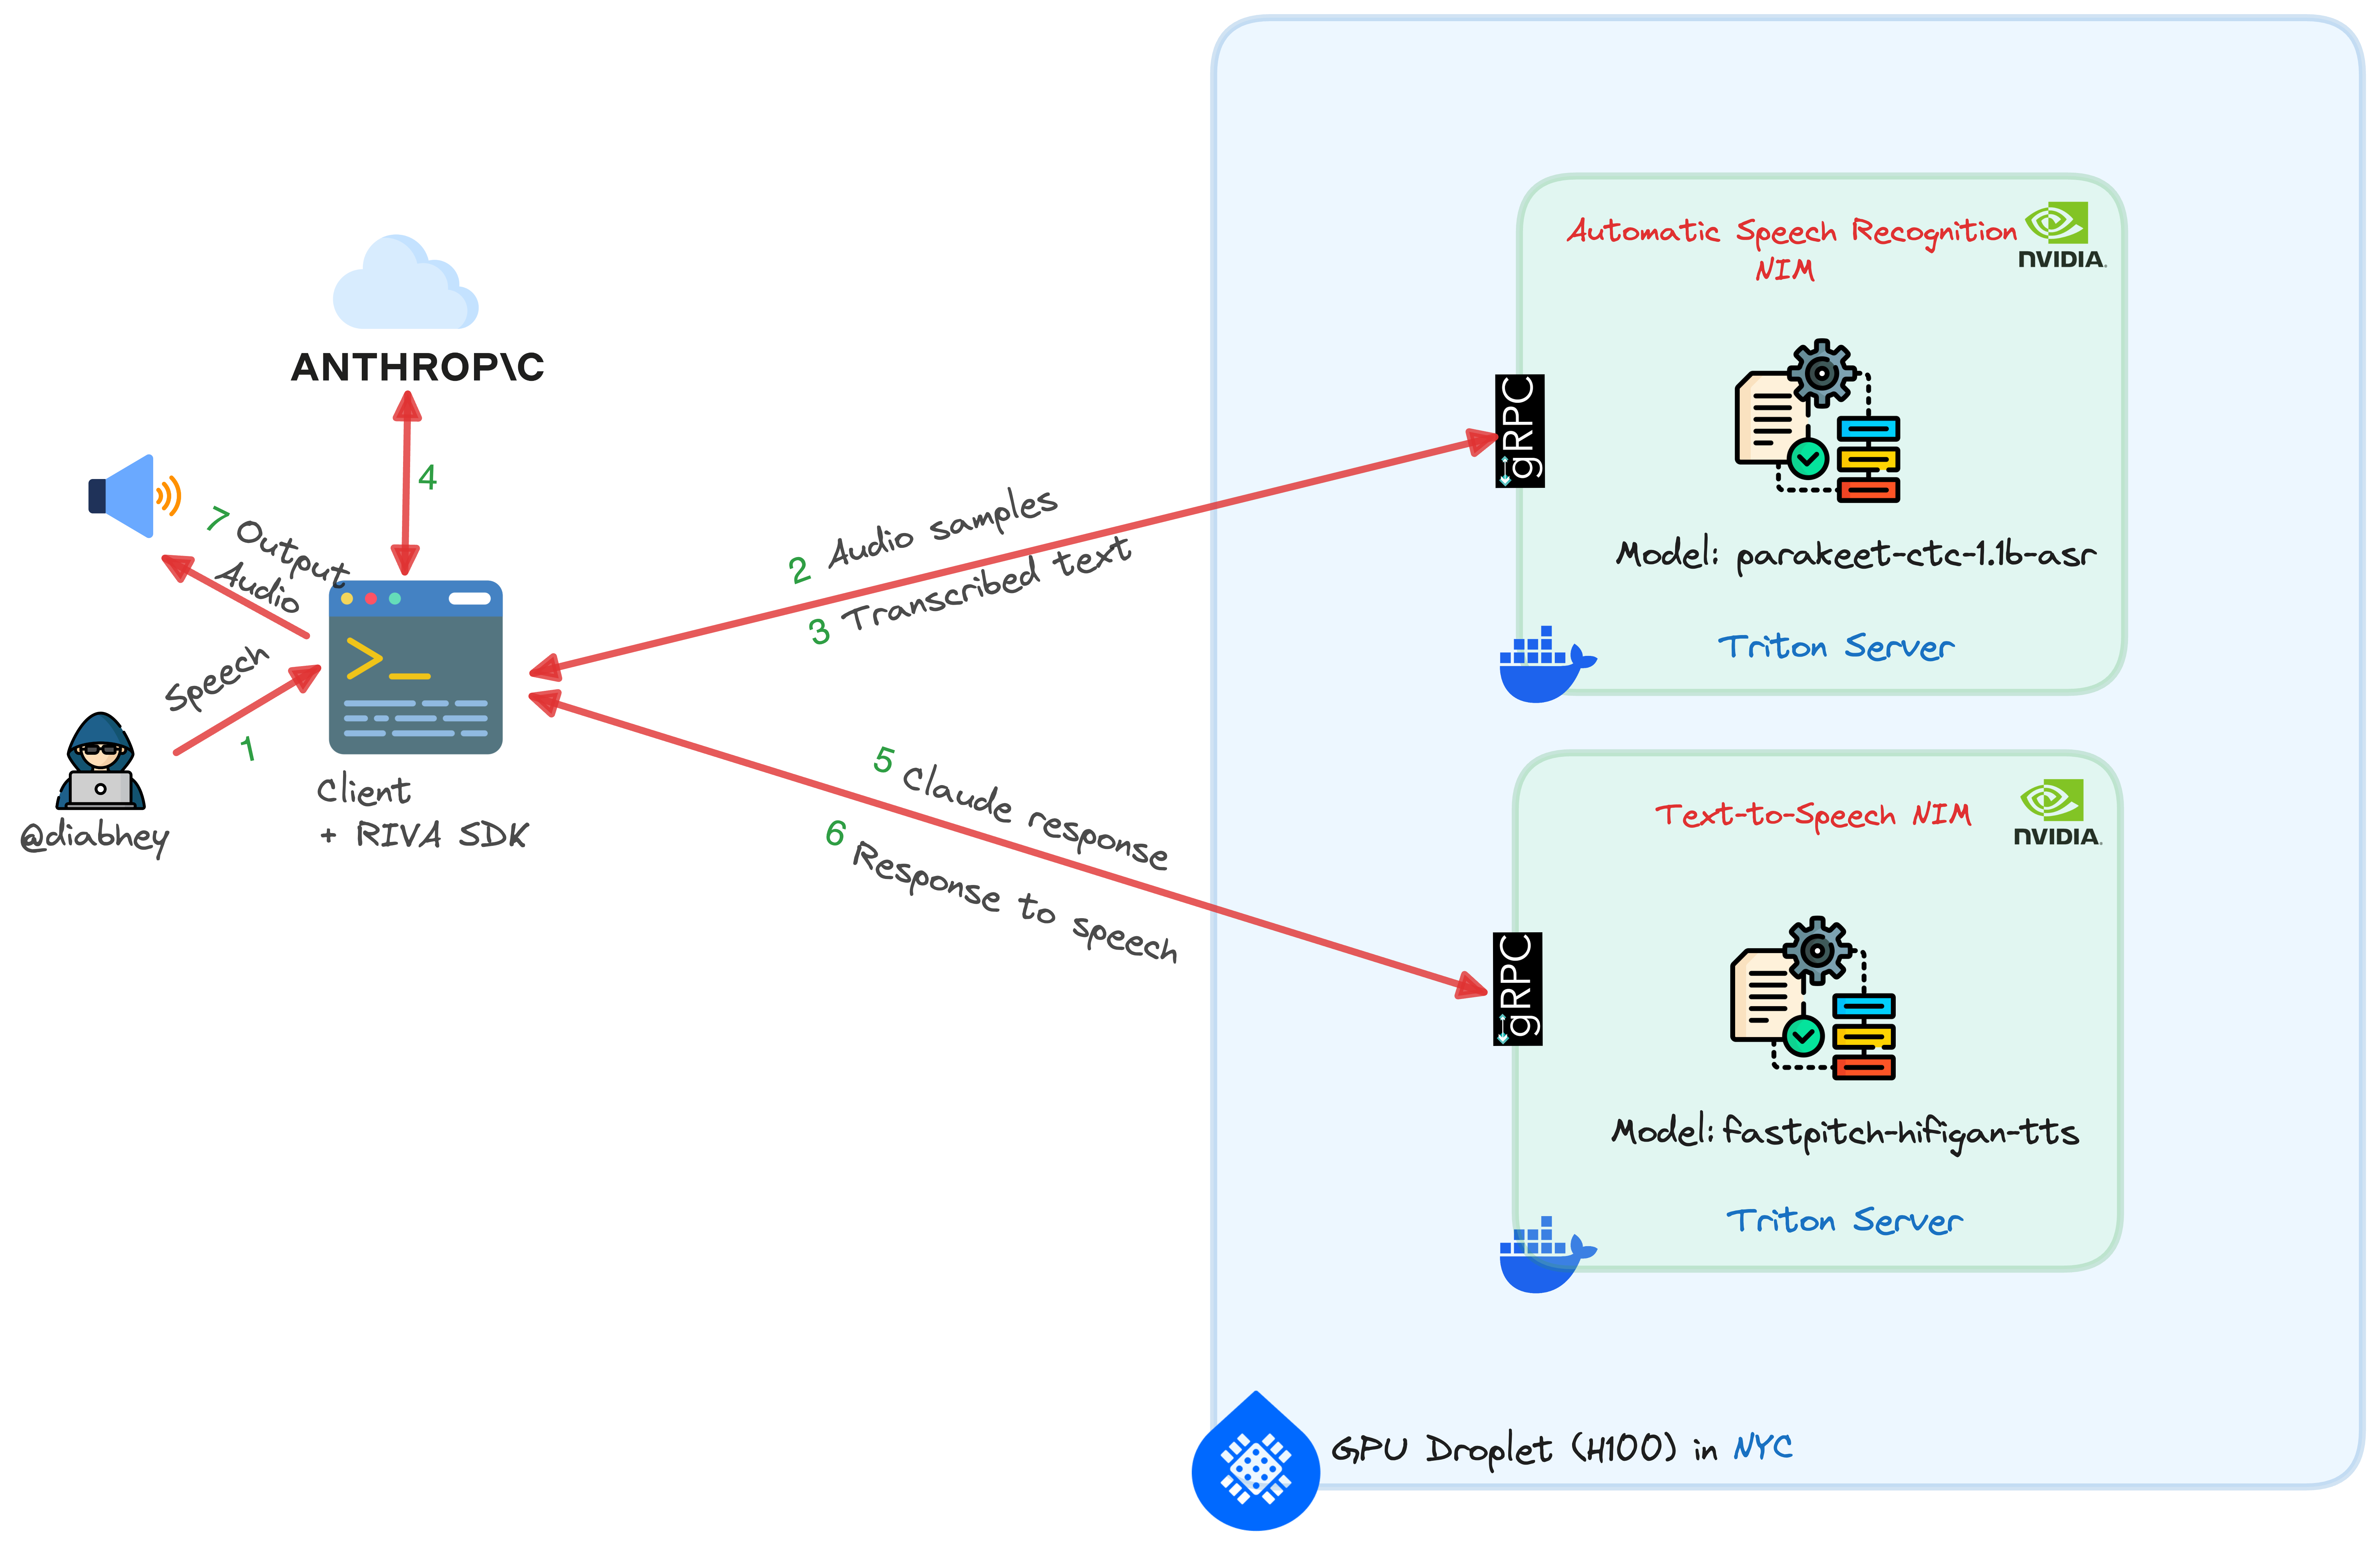 ANTHROP\C
4
7 Output
Audio
Speech
1
@diabhey
Client
+ RIVA SDK
2 Audio samples
3 Transcribed text
5 Claude response
6 Response to speech
Automatic Speech Recognition
NIM
NVIDIA.
gRPC
Model: parakeet-ctc-1.1b-asr
Triton Server
Text-to-Speech NIM
NVIDIA.
gRPC
Model: fastpitch-hifigan-tts
Triton Server
GPU Droplet (H100) in NYC